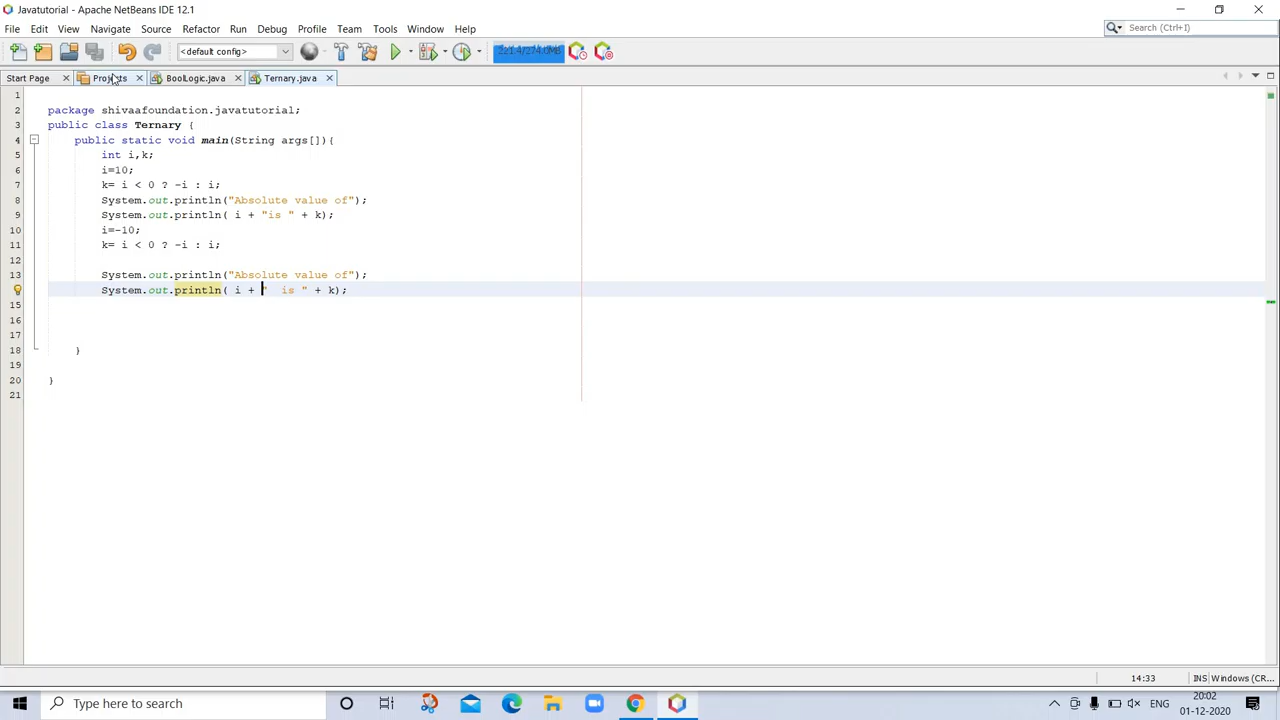 Javatutorial - Apache NetBeans IDE 12.1
File Edit View Navigate Source Refactor Run Debug Profile Team Tools Window Help
Search (Ctrl+I)
<default config>
Start Page Projects BoolLogic.java Ternary.java
1
2 package shivaafoundation.javatutorial;
3 public class Ternary {
4 public static void main(String args[]){
5 int i,k;
6 i=10;
7 k= i < 0 ? -i : i;
8 System.out.println("Absolute value of");
9 System.out.println( i + "is " + k);
10 i=-10;
11 k= i < 0 ? -i : i;
12
13 System.out.println("Absolute value of");
System.out.println( i + "  is " + k);
15
16
17
18 }
19
20 }
21
14:33 INS Windows (CR...
Type here to search
ENG
20:02
01-12-2020